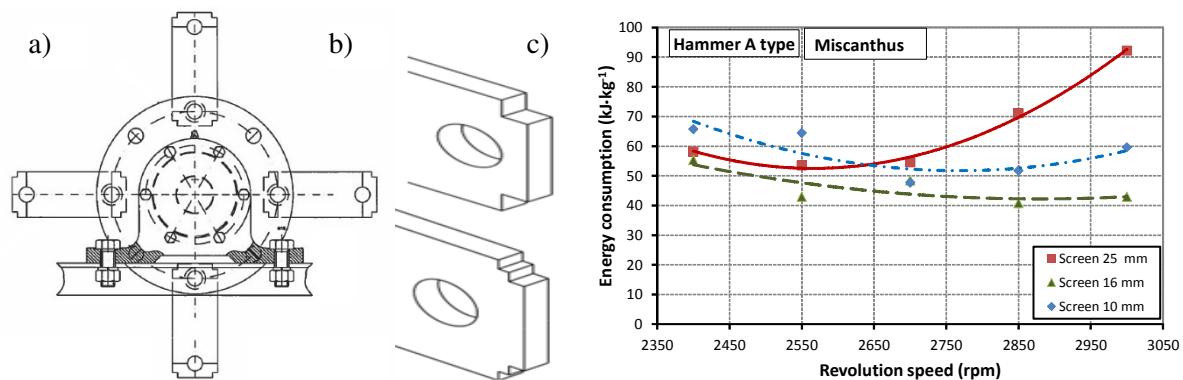 a)
b)
c)
Hammer A type
Miscanthus
Energy consumption (kJ·kg⁻¹)
100
90
80
70
60
50
40
30
20
10
0
2350 2450 2550 2650 2750 2850 2950 3050
Revolution speed (rpm)
Screen 25 mm
Screen 16 mm
Screen 10 mm